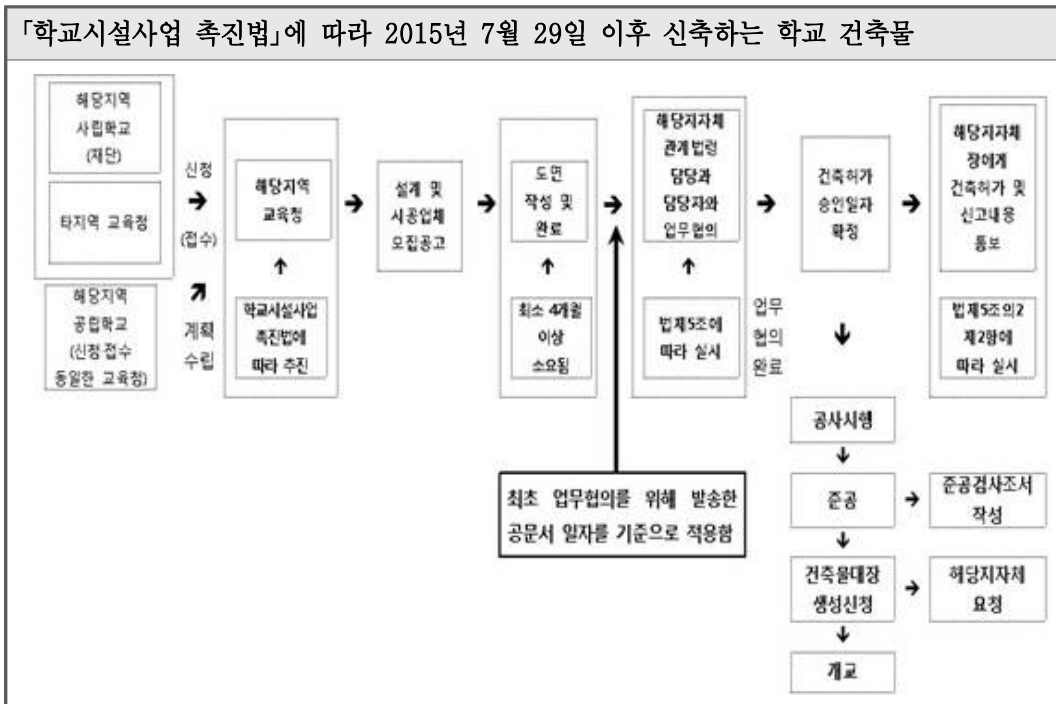 「학교시설사업 촉진법」에 따라 2015년 7월 29일 이후 신축하는 학교 건축물
해당지역
사립학교
(재단)
타지역 교육청
해당지역
공립학교
(신청접수
동일한 교육청)
신청
(접수)
계획
수립
해당지역
교육청
학교시설사업
촉진법에
따라 추진
설계 및
시공업체
모집공고
도면
작성 및
완료
최소 4개월
이상
소요됨
해당지자체
관계법령
담당과
담당자와
업무협의
법제5조에
따라 실시
업무
협의
완료
건축허가
승인일자
확정
해당지자체
장에게
건축허가 및
신고내용
통보
법제5조의2
제2항에
따라 실시
최초 업무협의를 위해 발송한
공문서 일자를 기준으로 적용함
공사시행
준공
준공검사조서
작성
건축물대장
생성신청
해당지자체
요청
개교